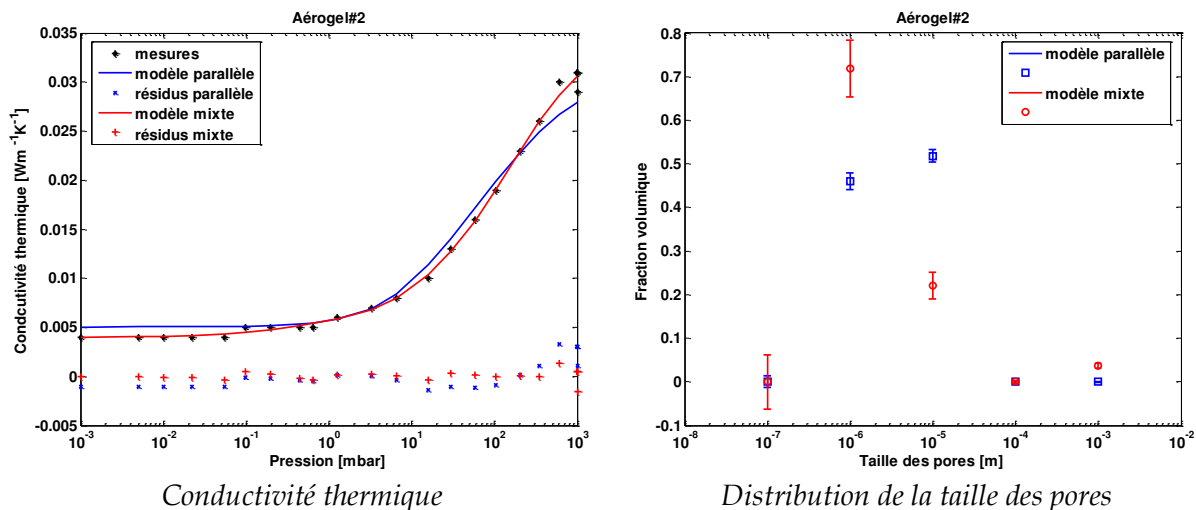 Aérogel#2
0.035
0.03
0.025
0.02
0.015
0.01
0.005
0
-0.005
Condcutivité thermique [Wm⁻¹K⁻¹]
mesures
modèle parallèle
résidus parallèle
modèle mixte
résidus mixte
10⁻³ 10⁻² 10⁻¹ 10⁰ 10¹ 10² 10³
Pression [mbar]
Conductivité thermique
Aérogel#2
0.8
0.7
0.6
0.5
0.4
0.3
0.2
0.1
0
-0.1
Fraction volumique
modèle parallèle
modèle mixte
10⁻⁸ 10⁻⁷ 10⁻⁶ 10⁻⁵ 10⁻⁴ 10⁻³ 10⁻²
Taille des pores [m]
Distribution de la taille des pores